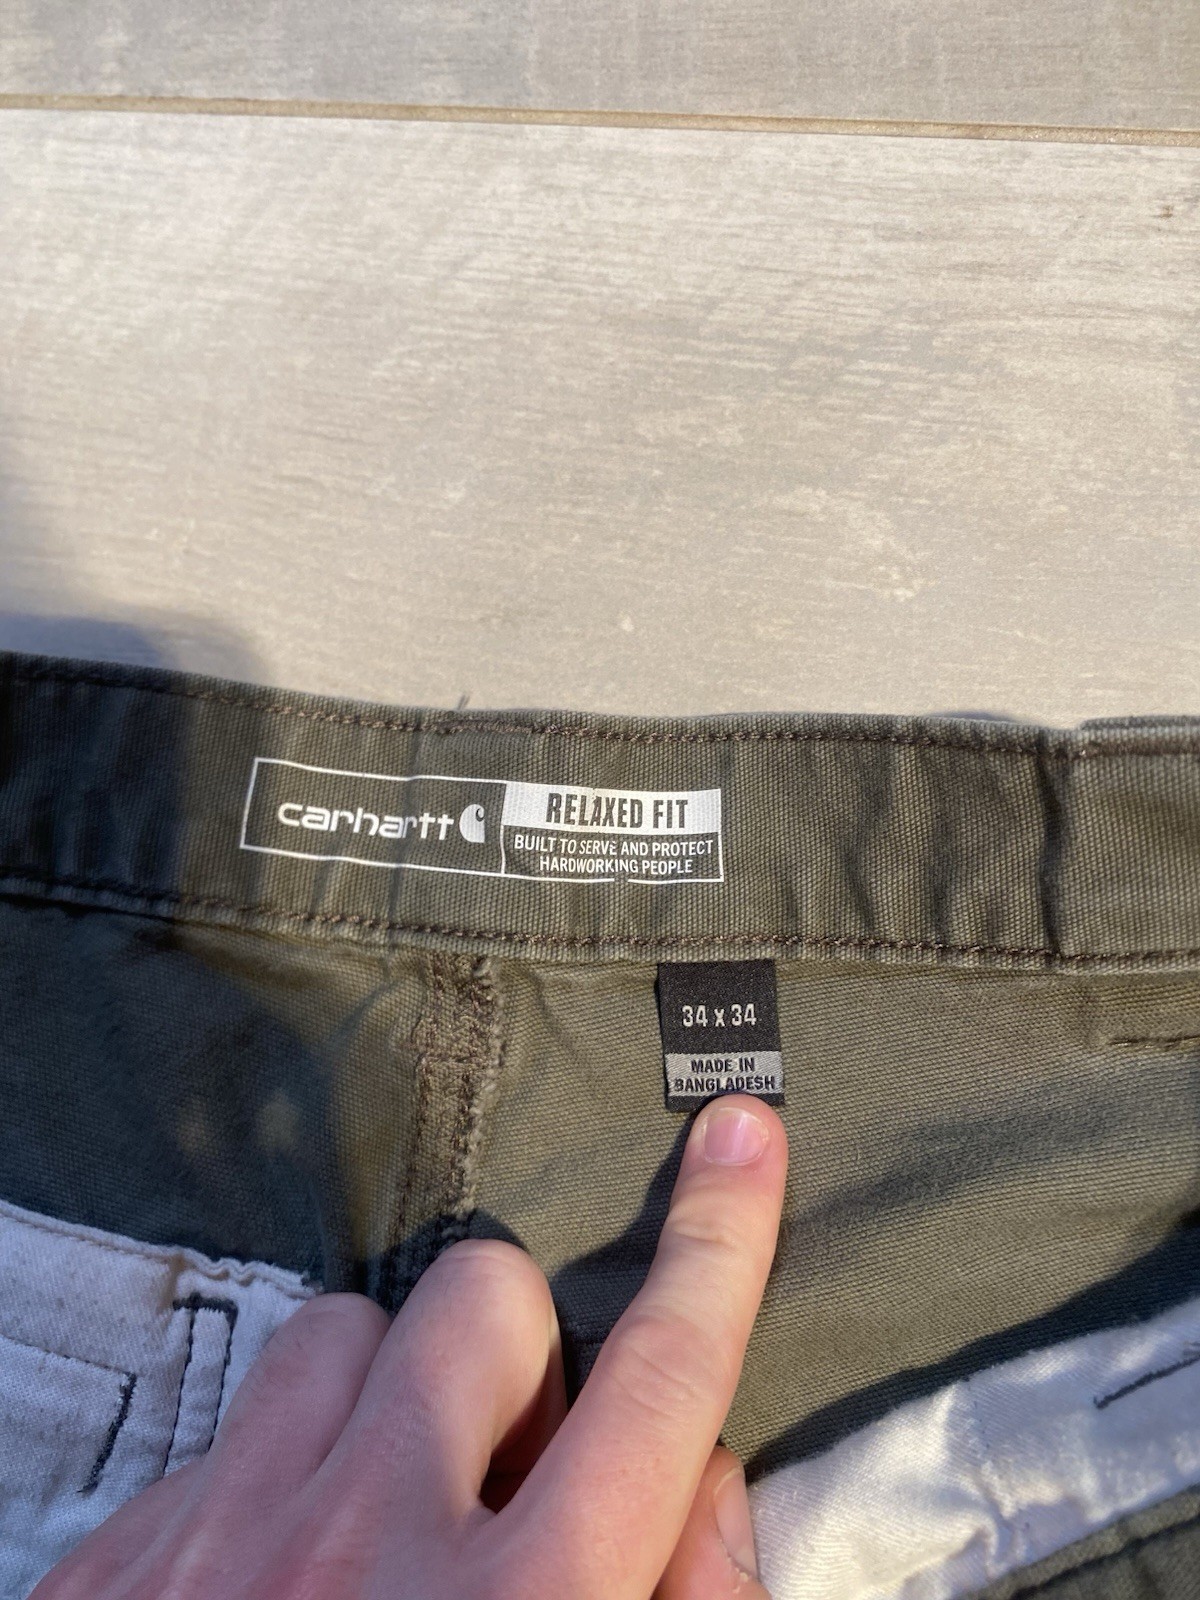 carhartt
RELAXED FIT
BUILT TO SERVE AND PROTECT
HARDWORKING PEOPLE
34 x 34
MADE IN
BANGLADESH